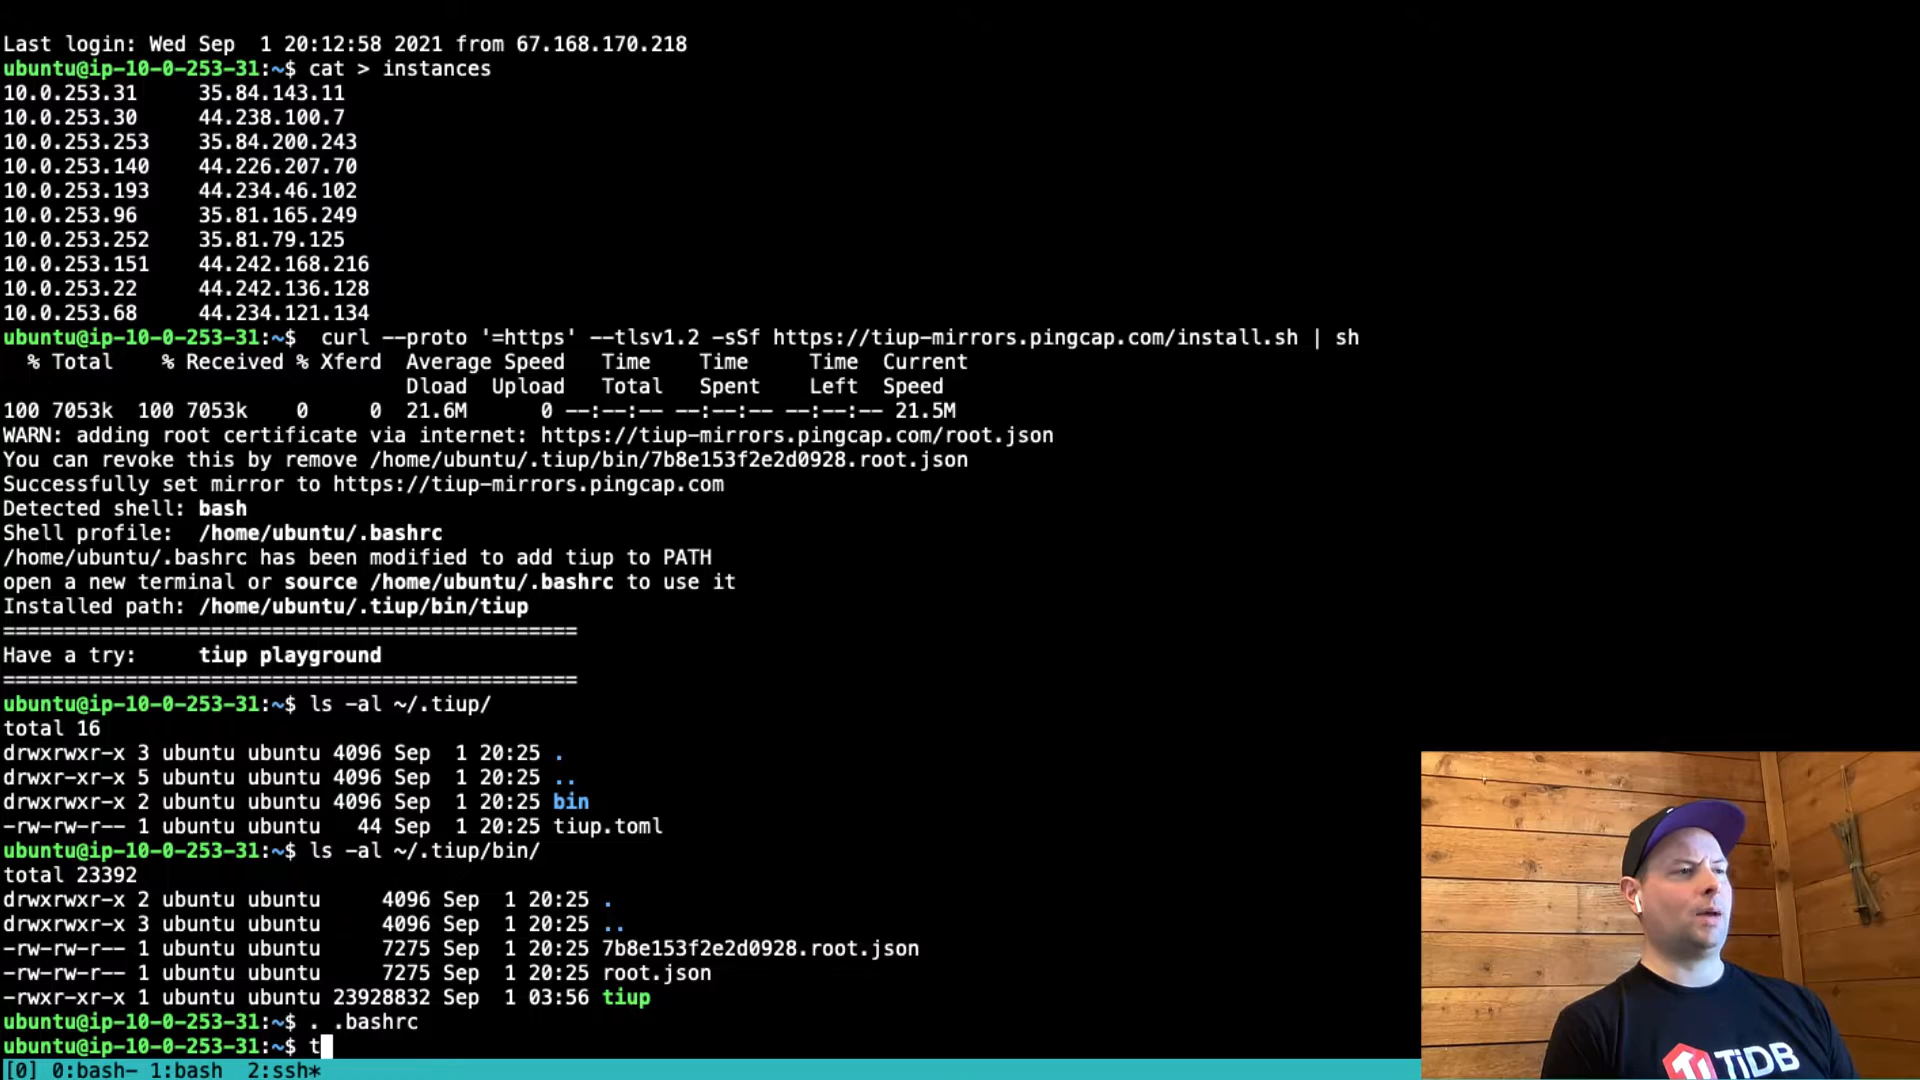 Last login: Wed Sep  1 20:12:58 2021 from 67.168.170.218
ubuntu@ip-10-0-253-31:~$ cat > instances
10.0.253.31     35.84.143.11
10.0.253.30     44.238.100.7
10.0.253.253    35.84.200.243
10.0.253.140    44.226.207.70
10.0.253.193    44.234.46.102
10.0.253.96     35.81.165.249
10.0.253.252    35.81.79.125
10.0.253.151    44.242.168.216
10.0.253.22     44.242.136.128
10.0.253.68     44.234.121.134
ubuntu@ip-10-0-253-31:~$  curl --proto '=https' --tlsv1.2 -sSf https://tiup-mirrors.pingcap.com/install.sh | sh
  % Total    % Received % Xferd  Average Speed   Time    Time     Time  Current
                                 Dload  Upload   Total   Spent    Left  Speed
100 7053k  100 7053k    0     0  21.6M      0 --:--:-- --:--:-- --:--:-- 21.5M
WARN: adding root certificate via internet: https://tiup-mirrors.pingcap.com/root.json
You can revoke this by remove /home/ubuntu/.tiup/bin/7b8e153f2e2d0928.root.json
Successfully set mirror to https://tiup-mirrors.pingcap.com
Detected shell: bash
Shell profile:  /home/ubuntu/.bashrc
/home/ubuntu/.bashrc has been modified to add tiup to PATH
open a new terminal or source /home/ubuntu/.bashrc to use it
Installed path: /home/ubuntu/.tiup/bin/tiup
===============================================
Have a try:     tiup playground
===============================================
ubuntu@ip-10-0-253-31:~$ ls -al ~/.tiup/
total 16
drwxrwxr-x 3 ubuntu ubuntu 4096 Sep  1 20:25 .
drwxr-xr-x 5 ubuntu ubuntu 4096 Sep  1 20:25 ..
drwxrwxr-x 2 ubuntu ubuntu 4096 Sep  1 20:25 bin
-rw-rw-r-- 1 ubuntu ubuntu   44 Sep  1 20:25 tiup.toml
ubuntu@ip-10-0-253-31:~$ ls -al ~/.tiup/bin/
total 23392
drwxrwxr-x 2 ubuntu ubuntu     4096 Sep  1 20:25 .
drwxrwxr-x 3 ubuntu ubuntu     4096 Sep  1 20:25 ..
-rw-rw-r-- 1 ubuntu ubuntu     7275 Sep  1 20:25 7b8e153f2e2d0928.root.json
-rw-rw-r-- 1 ubuntu ubuntu     7275 Sep  1 20:25 root.json
-rwxr-xr-x 1 ubuntu ubuntu 23928832 Sep  1 03:56 tiup
ubuntu@ip-10-0-253-31:~$ . .bashrc
ubuntu@ip-10-0-253-31:~$ t
[0] 0:bash- 1:bash  2:ssh*
TiDB